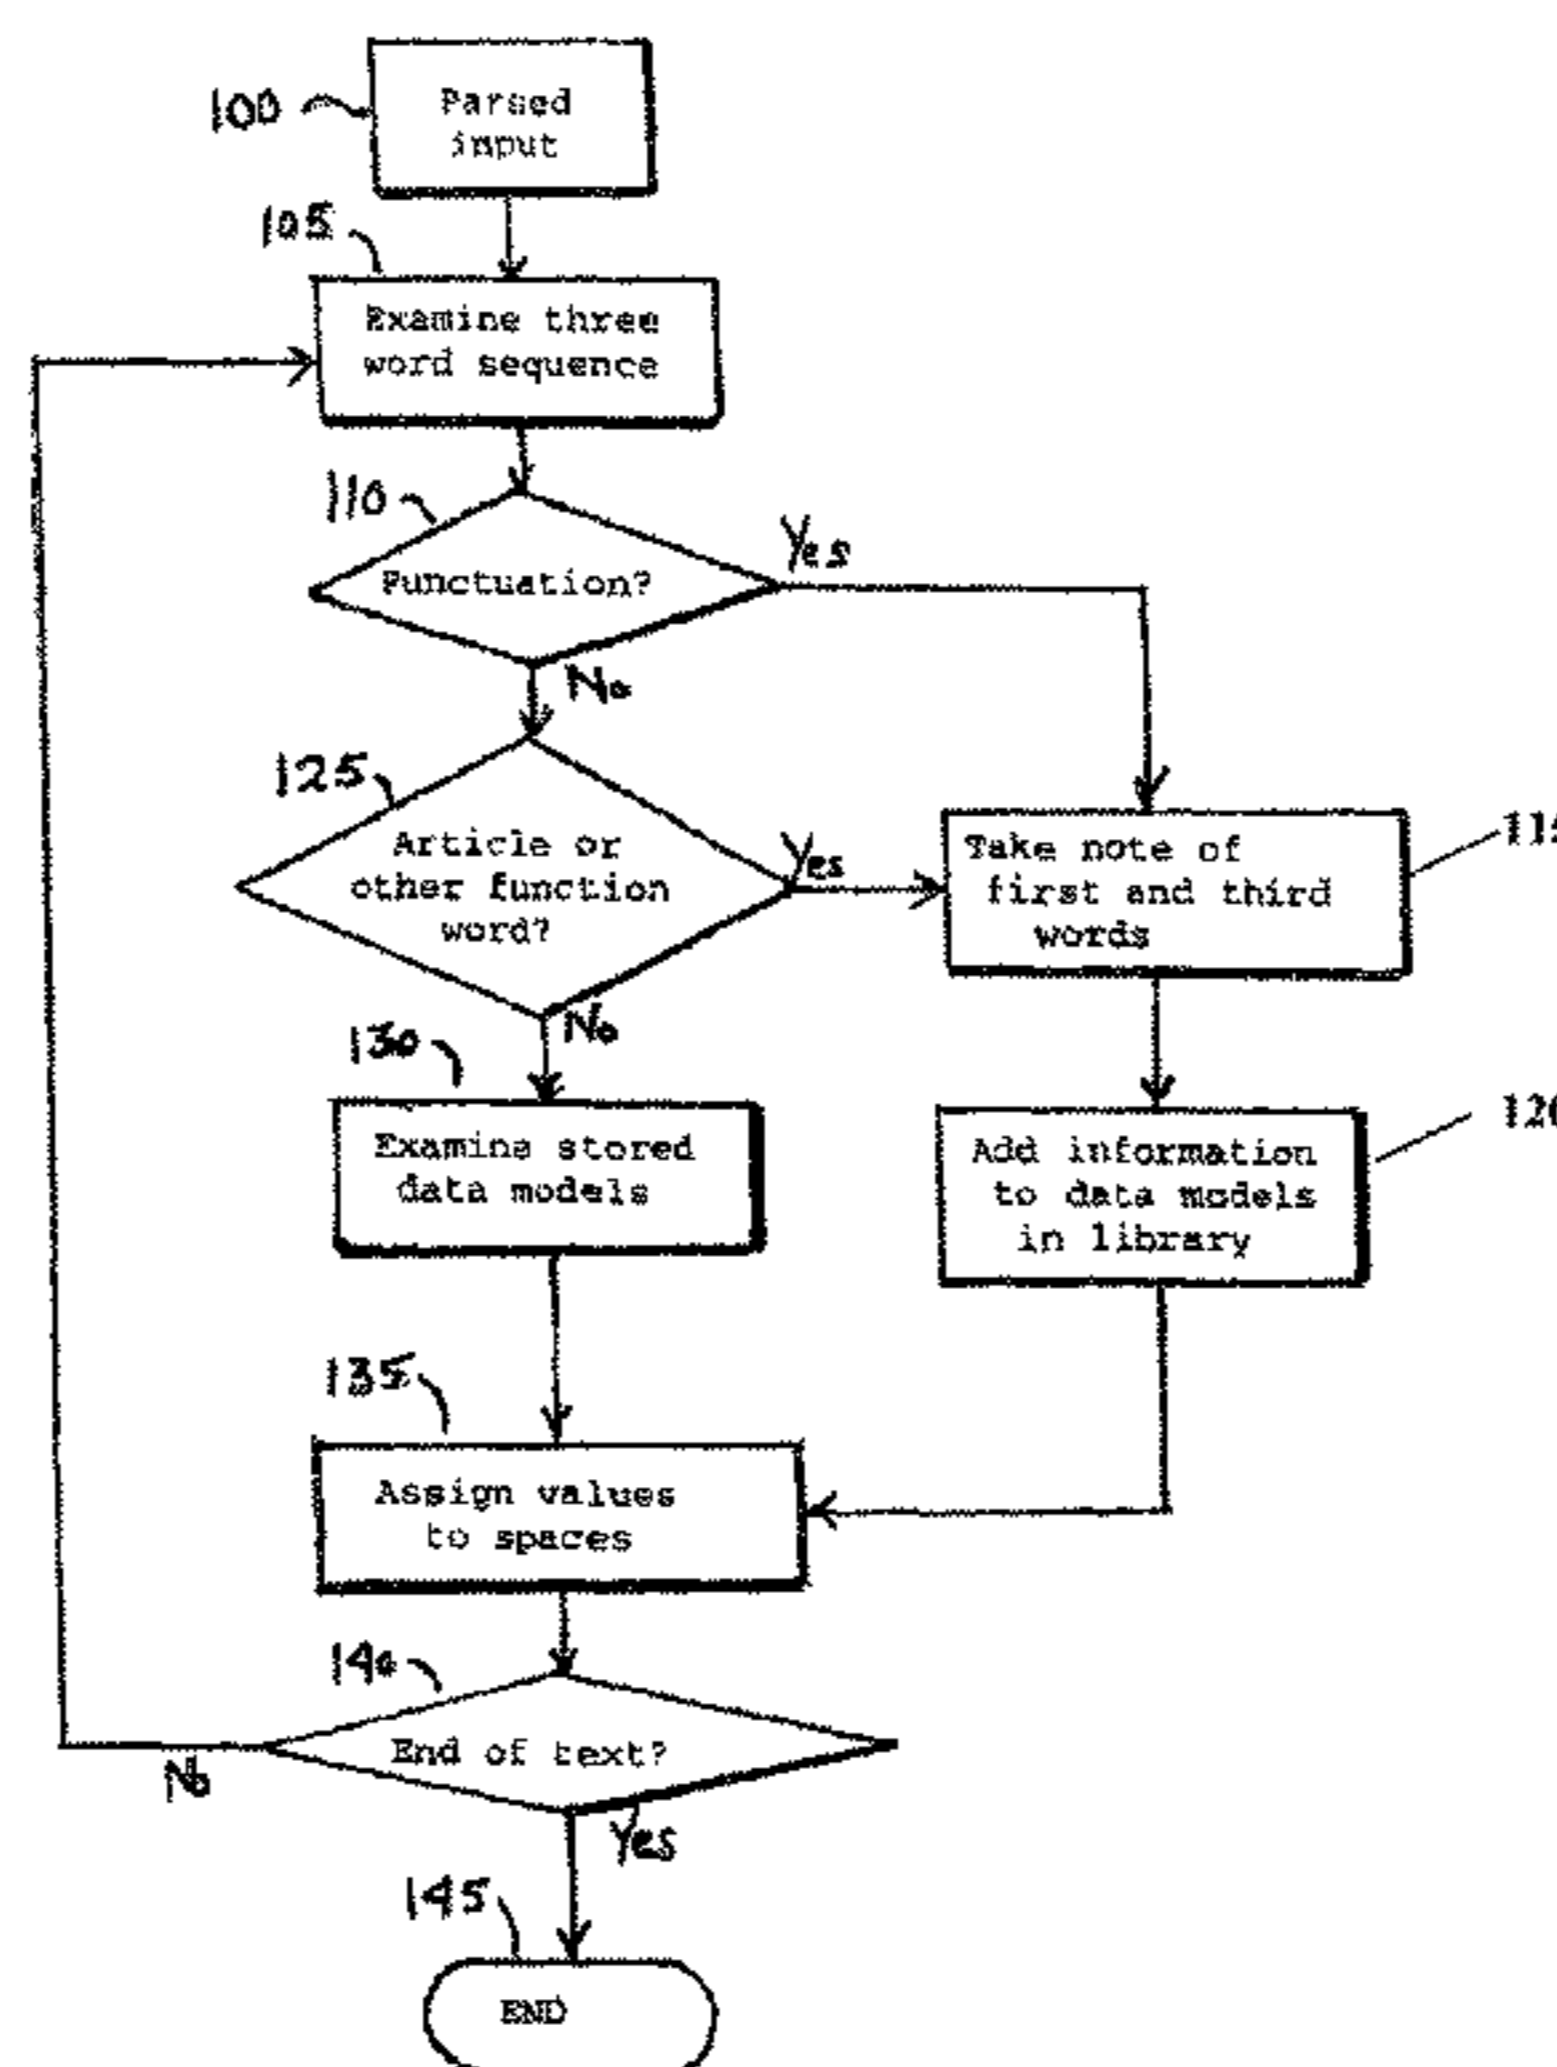 100
Parsed
input
105
Examine three
word sequence
110
Punctuation?
Yes
No
125
Article or
other function
word?
Yes
No
Take note of
first and third
words
130
Examine stored
data models
Add information
to data models
in library
120
135
Assign values
to spaces
140
End of text?
No
Yes
145
END